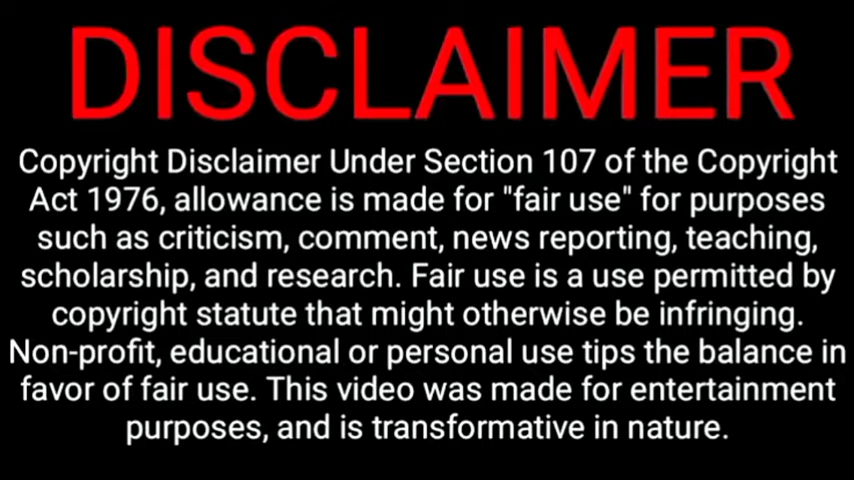 DISCLAIMER
Copyright Disclaimer Under Section 107 of the Copyright
Act 1976, allowance is made for "fair use" for purposes
such as criticism, comment, news reporting, teaching,
scholarship, and research. Fair use is a use permitted by
copyright statute that might otherwise be infringing.
Non-profit, educational or personal use tips the balance in
favor of fair use. This video was made for entertainment
purposes, and is transformative in nature.